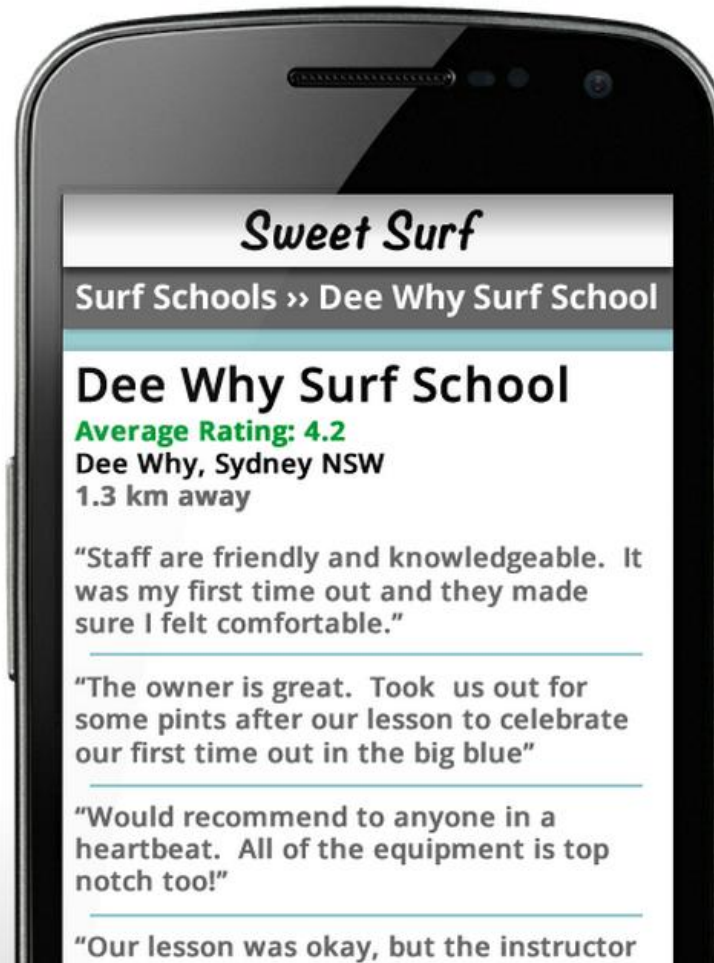 Sweet Surf
Surf Schools ›› Dee Why Surf School
Dee Why Surf School
Average Rating: 4.2
Dee Why, Sydney NSW
1.3 km away
“Staff are friendly and knowledgeable.  It
was my first time out and they made
sure I felt comfortable.”
“The owner is great.  Took  us out for
some pints after our lesson to celebrate
our first time out in the big blue”
“Would recommend to anyone in a
heartbeat.  All of the equipment is top
notch too!”
“Our lesson was okay, but the instructor